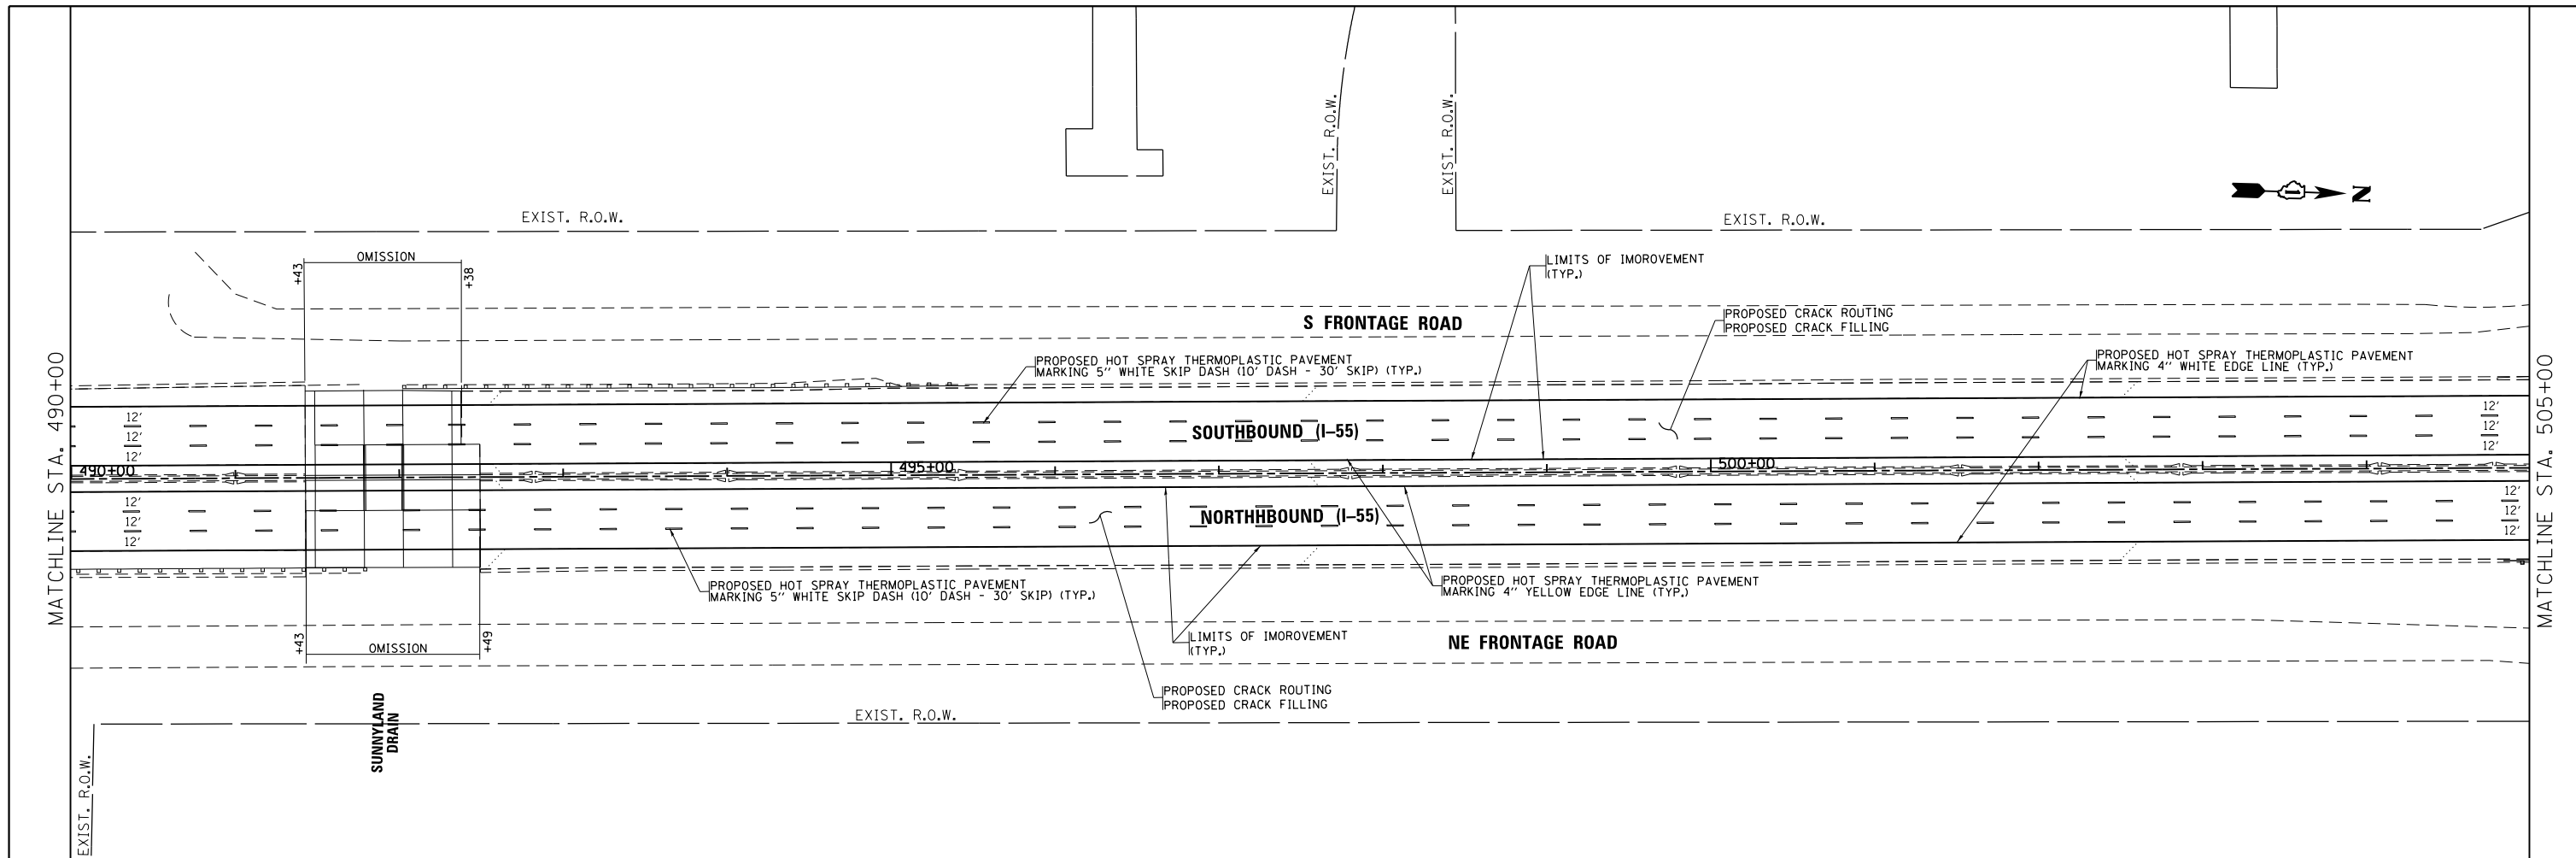 EXIST. R.O.W.
EXIST. R.O.W.
N
EXIST. R.O.W.
EXIST. R.O.W.
OMISSION
+43
+38
LIMITS OF IMOROVEMENT
(TYP.)
S FRONTAGE ROAD
PROPOSED CRACK ROUTING
PROPOSED CRACK FILLING
PROPOSED HOT SPRAY THERMOPLASTIC PAVEMENT
MARKING 5" WHITE SKIP DASH (10' DASH - 30' SKIP) (TYP.)
PROPOSED HOT SPRAY THERMOPLASTIC PAVEMENT
MARKING 4" WHITE EDGE LINE (TYP.)
MATCHLINE STA. 490+00
MATCHLINE STA. 505+00
12'
12'
12'
SOUTHBOUND (I-55)
12'
12'
12'
490+00
495+00
500+00
12'
12'
12'
NORTHHBOUND (I-55)
12'
12'
12'
PROPOSED HOT SPRAY THERMOPLASTIC PAVEMENT
MARKING 5" WHITE SKIP DASH (10' DASH - 30' SKIP) (TYP.)
PROPOSED HOT SPRAY THERMOPLASTIC PAVEMENT
MARKING 4" YELLOW EDGE LINE (TYP.)
+43
+49
OMISSION
LIMITS OF IMOROVEMENT
(TYP.)
NE FRONTAGE ROAD
PROPOSED CRACK ROUTING
PROPOSED CRACK FILLING
SUNNYLAND
DRAIN
EXIST. R.O.W.
EXIST. R.O.W.